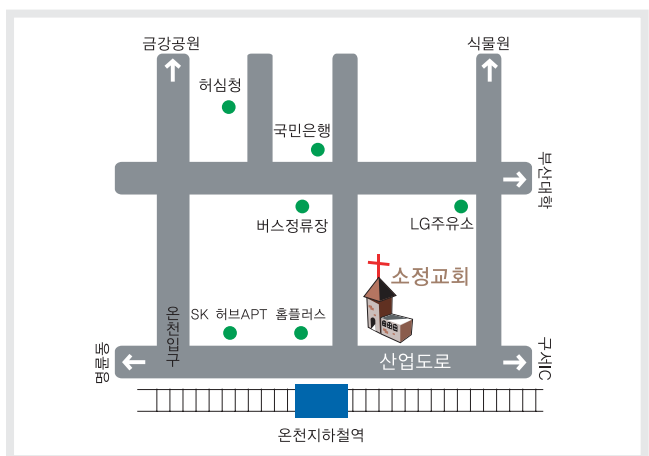 금강공원
식물원
허심청
국민은행
부산대학
버스정류장
LG주유소
소정교회
온천입구
SK 허브APT
홈플러스
산업도로
구서IC
온천지하철역